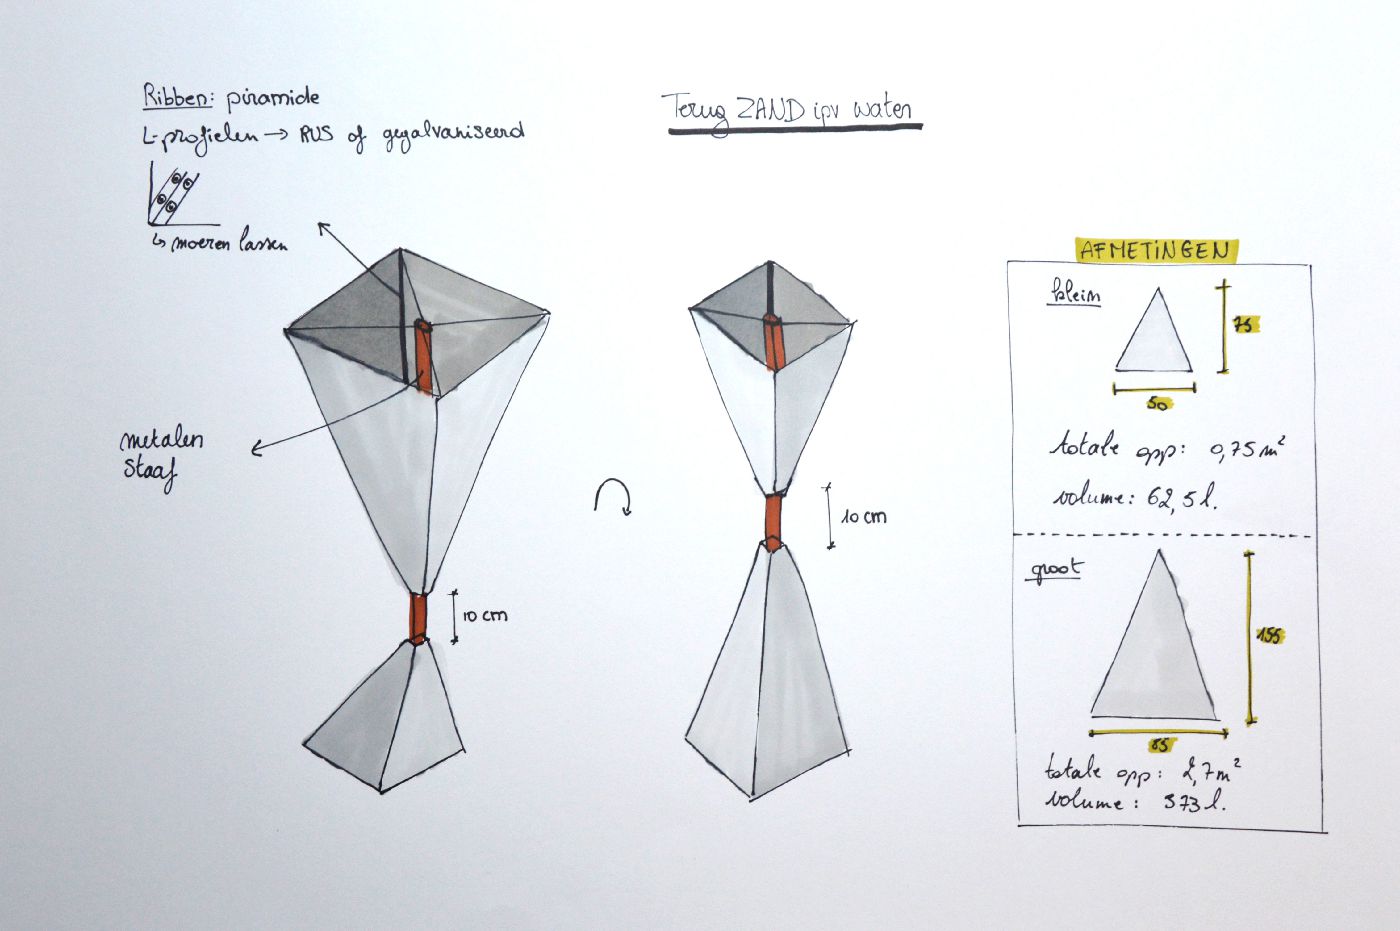 Ribben: piramide
L-profielen → RVS of gegalvaniseerd
↳ moeren lassen
metalen
staaf
10 cm
Terug ZAND ipv water
10 cm
AFMETINGEN
klein
75
50
totale opp: 0,75 m²
volume: 62,5 l.
groot
155
85
totale opp: 2,7 m²
volume: 373 l.